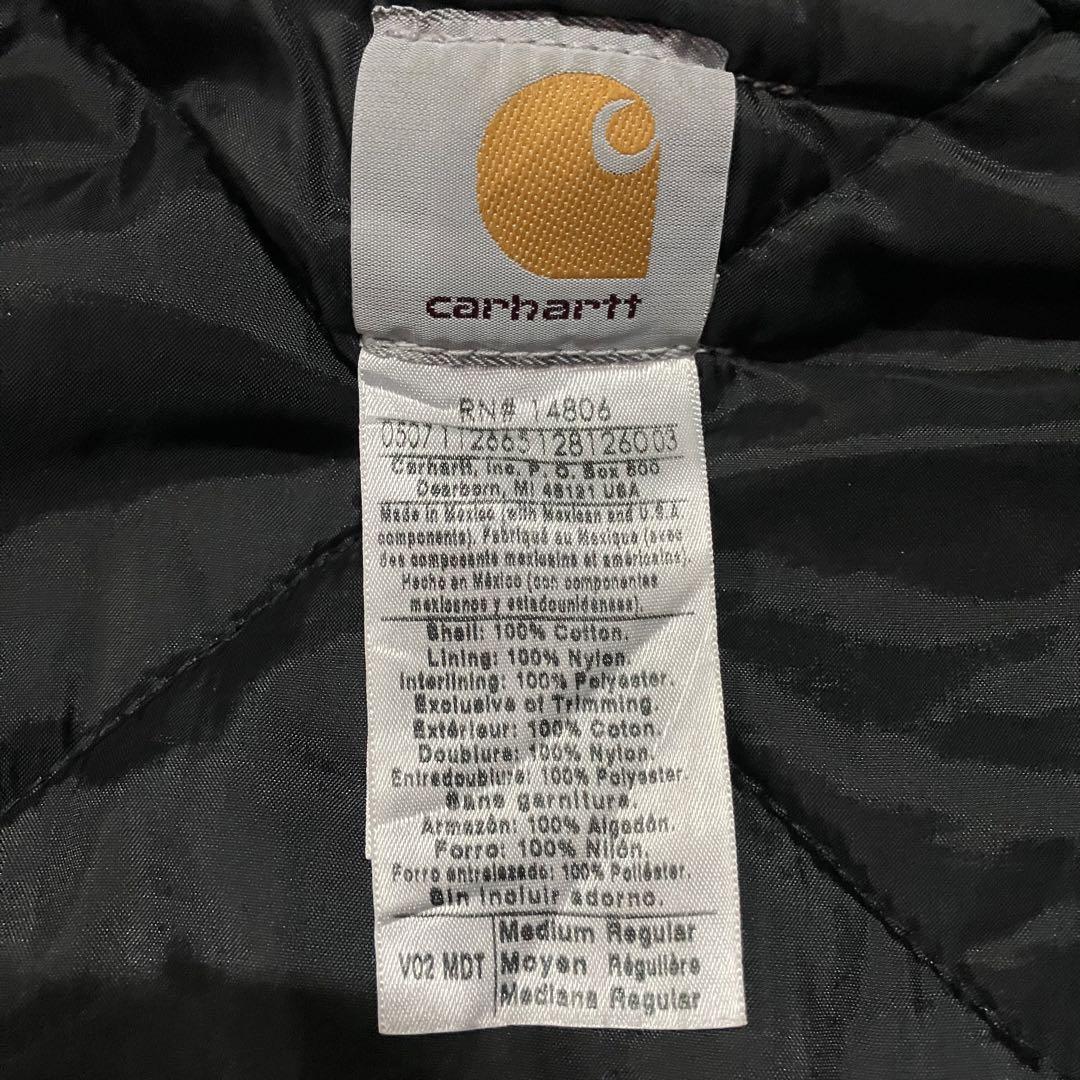 carhartt
RN# 14806
05071126651281260 03
Carhartt, Inc. P. O. Box 600
Dearborn, MI 48121 USA
Made in Mexico (with Mexican and U.S.A
components). Fabriqué au Mexique (avec
des composants mexicains et américains).
Hecho en México (con componentes
mexicanos y estadounidenses).
Shell: 100% Cotton.
Lining: 100% Nylon.
Interlining: 100% Polyester.
Exclusive of Trimming.
Extérieur: 100% Coton.
Doublure: 100% Nylon.
Entredoublure: 100% Polyester.
Sans garniture.
Armazón: 100% Algodón.
Forro: 100% Nilón.
Forro entrelazado: 100% Poliéster.
Sin incluir adorno.
V02 MDT
Medium Regular
Moyen Régulière
Mediana Regular